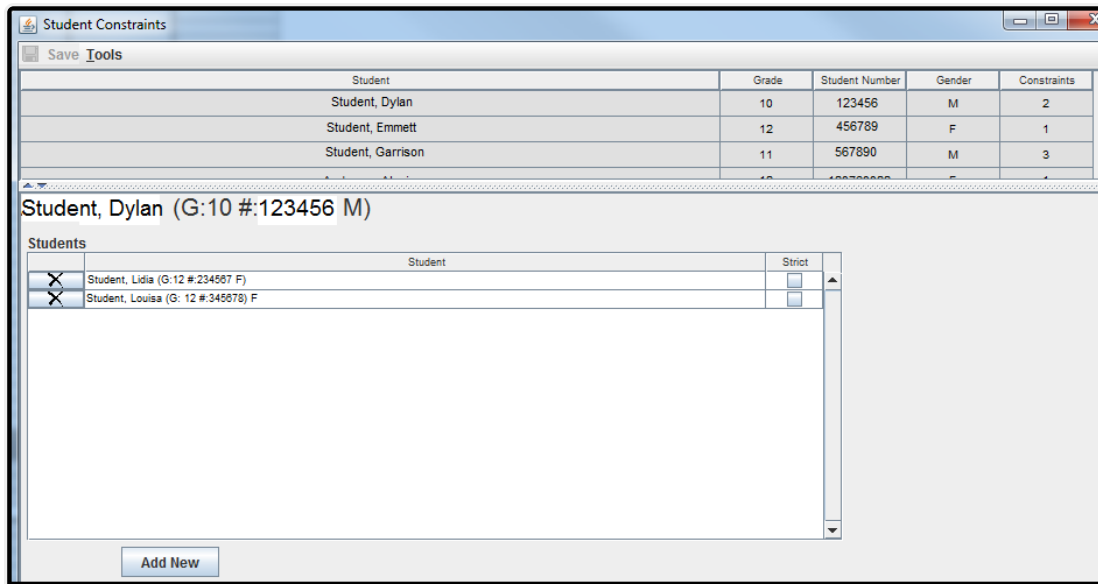 Student Constraints
Save Tools
Student Grade Student Number Gender Constraints
Student, Dylan 10 123456 M 2
Student, Emmett 12 456789 F 1
Student, Garrison 11 567890 M 3
Student, Dylan (G:10 #:123456 M)
Students
Student Strict
Student, Lidia (G:12 #:234567 F)
Student, Louisa (G: 12 #:345678) F
Add New